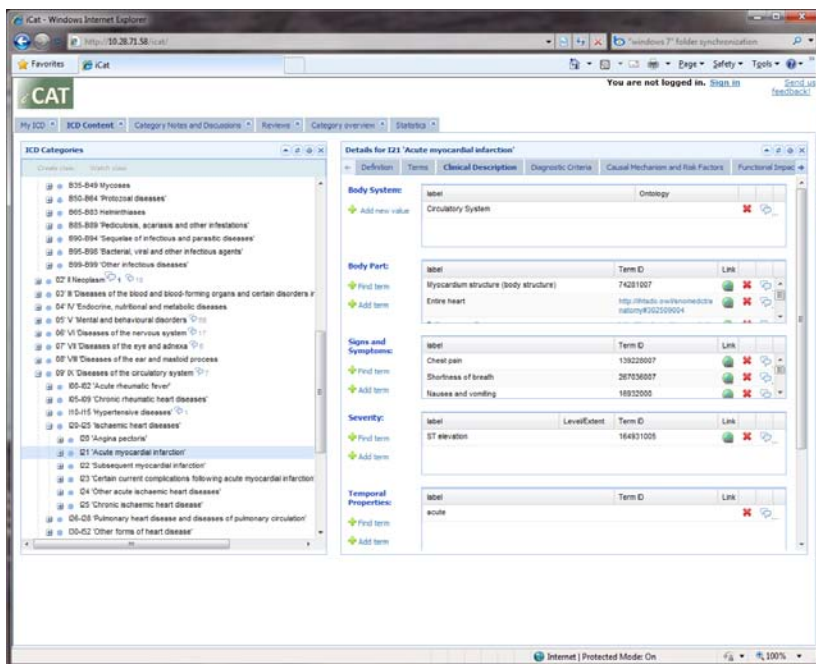 iCat - Windows Internet Explorer
http://10.28.71.58/icat/
"windows 7" folder synchronization
Favorites iCat
Page Safety Tools
You are not logged in. Sign in
Send us feedback!
iCAT
My ICD ICD Content Category Notes and Discussions Reviews Category overview Statistics
ICD Categories
Create class Watch class
B35-B49 Mycoses
B50-B64 'Protozoal diseases'
B65-B83 Helminthiases
B85-B89 'Pediculosis, acariasis and other infestations'
B90-B94 'Sequelae of infectious and parasitic diseases'
B95-B98 'Bacterial, viral and other infectious agents'
B99-B99 'Other infectious diseases'
02' II Neoplasm
03' III 'Diseases of the blood and blood-forming organs and certain disorders ir
04' IV 'Endocrine, nutritional and metabolic diseases
05' V 'Mental and behavioural disorders
06' VI 'Diseases of the nervous system
07' VII 'Diseases of the eye and adnexa
08' VIII 'Diseases of the ear and mastoid process
09' IX 'Diseases of the circulatory system
I00-I02 'Acute rheumatic fever'
I05-I09 'Chronic rheumatic heart diseases'
I10-I15 'Hypertensive diseases'
I20-I25 'Ischaemic heart diseases'
I20 'Angina pectoris'
I21 'Acute myocardial infarction'
I22 'Subsequent myocardial infarction'
I23 'Certain current complications following acute myocardial infarction
I24 'Other acute ischaemic heart diseases'
I25 'Chronic ischaemic heart disease'
I26-I28 'Pulmonary heart disease and diseases of pulmonary circulation'
I30-I52 'Other forms of heart disease'
Details for I21 'Acute myocardial infarction'
Definition Terms Clinical Description Diagnostic Criteria Causal Mechanism and Risk Factors Functional Impac
Body System:
Add new value
label Ontology
Circulatory System
Body Part:
Find term
Add term
label Term ID Link
Myocardium structure (body structure) 74281007
Entire heart
Signs and Symptoms:
Find term
Add term
label Term ID Link
Chest pain 139228007
Shortness of breath 267036007
Nausea and vomiting 16932000
Severity:
Find term
Add term
label Level/Extent Term ID Link
ST elevation 164931005
Temporal Properties:
Find term
Add term
label Term ID Link
acute
Internet | Protected Mode: On
100%